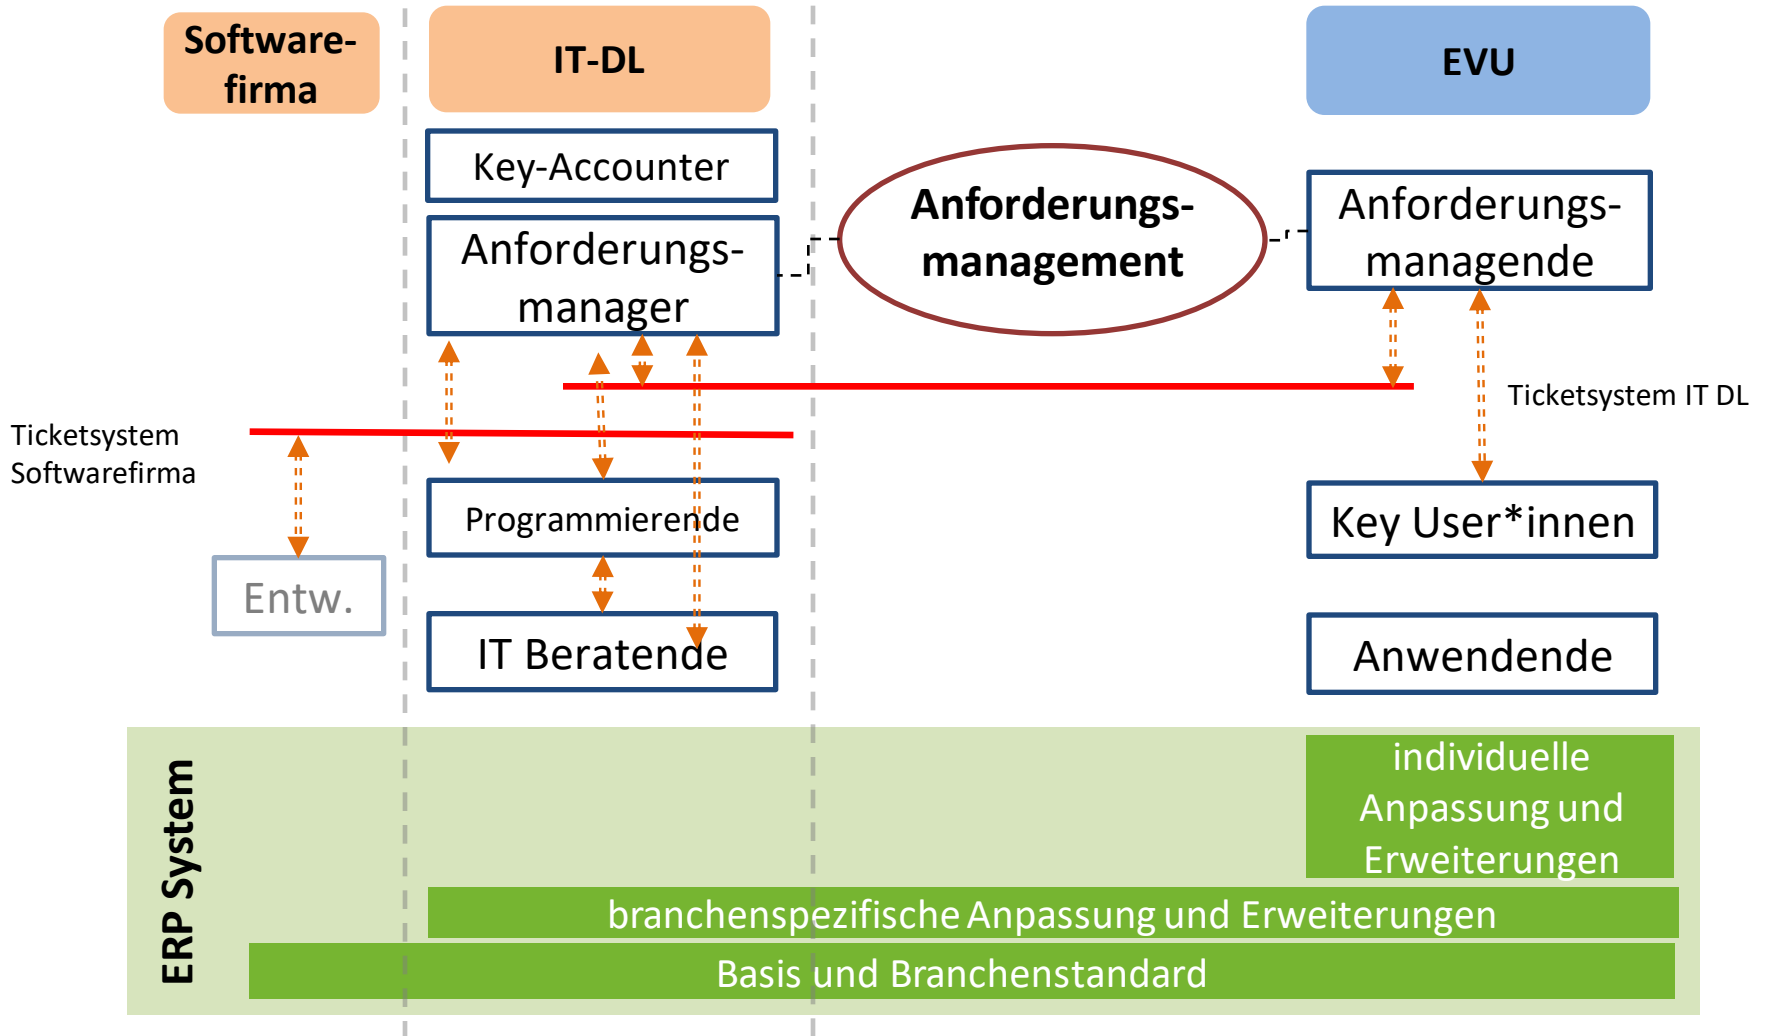 Software-
firma
IT-DL
EVU
Key-Accounter
Anforderungs-
manager
Anforderungs-
management
Anforderungs-
managende
Ticketsystem IT DL
Ticketsystem
Softwarefirma
Programmierende
Key User*innen
Entw.
IT Beratende
Anwendende
ERP System
individuelle
Anpassung und
Erweiterungen
branchenspezifische Anpassung und Erweiterungen
Basis und Branchenstandard